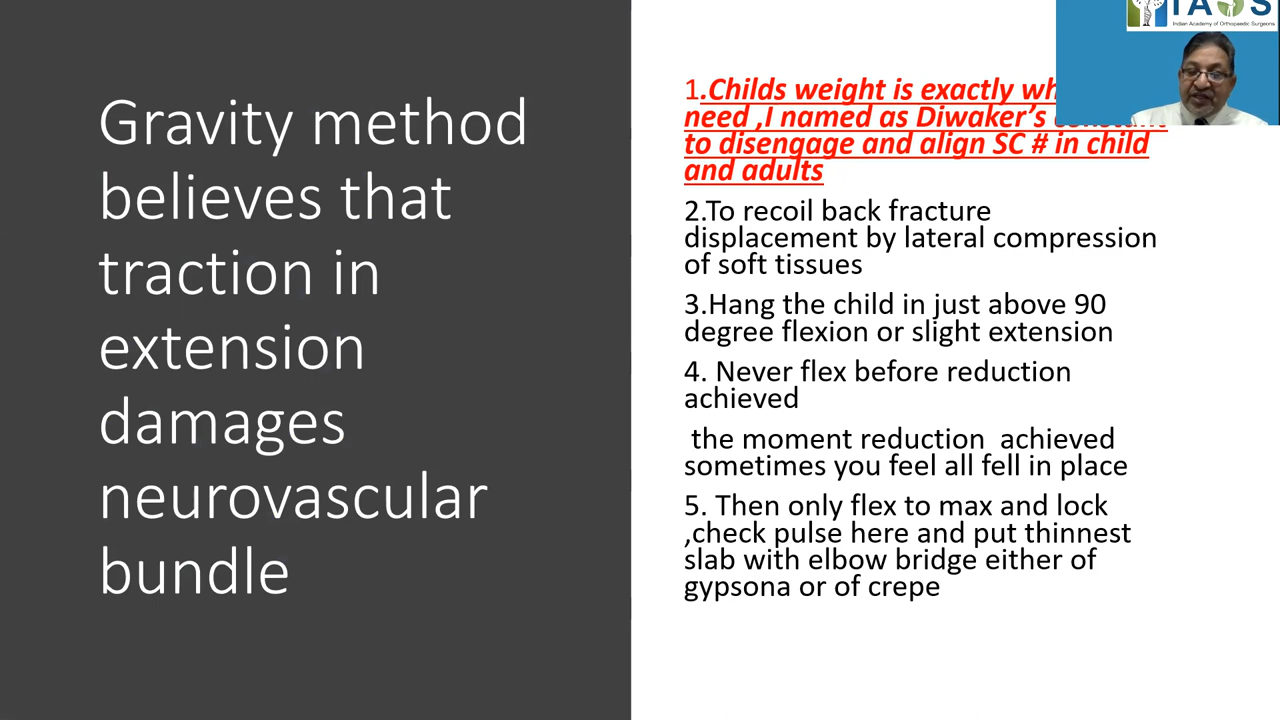 Gravity method
believes that
traction in
extension
damages
neurovascular
bundle
1.Childs weight is exactly
need ,I named as Diwaker's
to disengage and align SC # in child
and adults
2.To recoil back fracture
displacement by lateral compression
of soft tissues
3.Hang the child in just above 90
degree flexion or slight extension
4. Never flex before reduction
achieved
the moment reduction achieved
sometimes you feel all fell in place
5. Then only flex to max and lock
,check pulse here and put thinnest
slab with elbow bridge either of
gypsona or of crepe
Indian Academy of Orthopaedic Surgeons